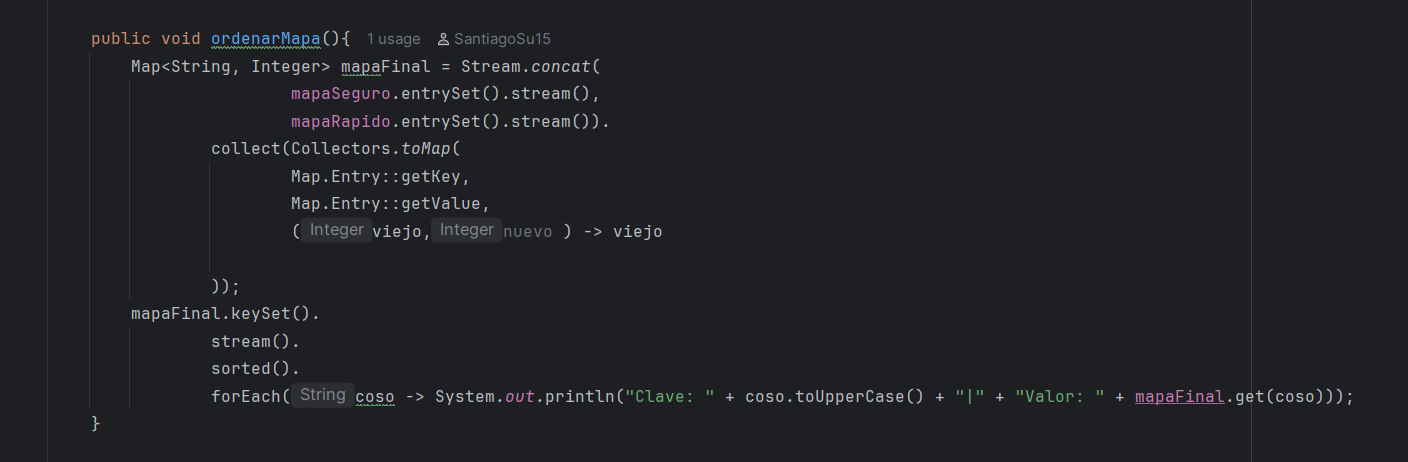 public void ordenarMapa(){ 1 usage SantiagoSu15
Map<String, Integer> mapaFinal = Stream.concat(
mapaSeguro.entrySet().stream(),
mapaRapido.entrySet().stream()).
collect(Collectors.toMap(
Map.Entry::getKey,
Map.Entry::getValue,
( Integer viejo, Integer nuevo ) -> viejo
));
mapaFinal.keySet().
stream().
sorted().
forEach( String coso -> System.out.println("Clave: " + coso.toUpperCase() + "|" + "Valor: " + mapaFinal.get(coso)));
}